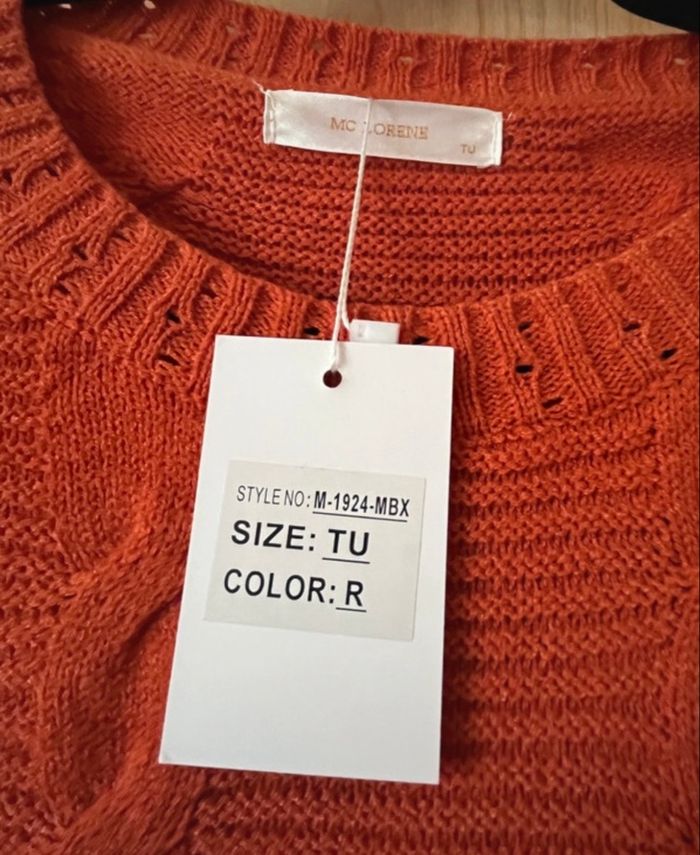 MC LORENE
TU
STYLE NO: M-1924-MBX
SIZE: TU
COLOR: R